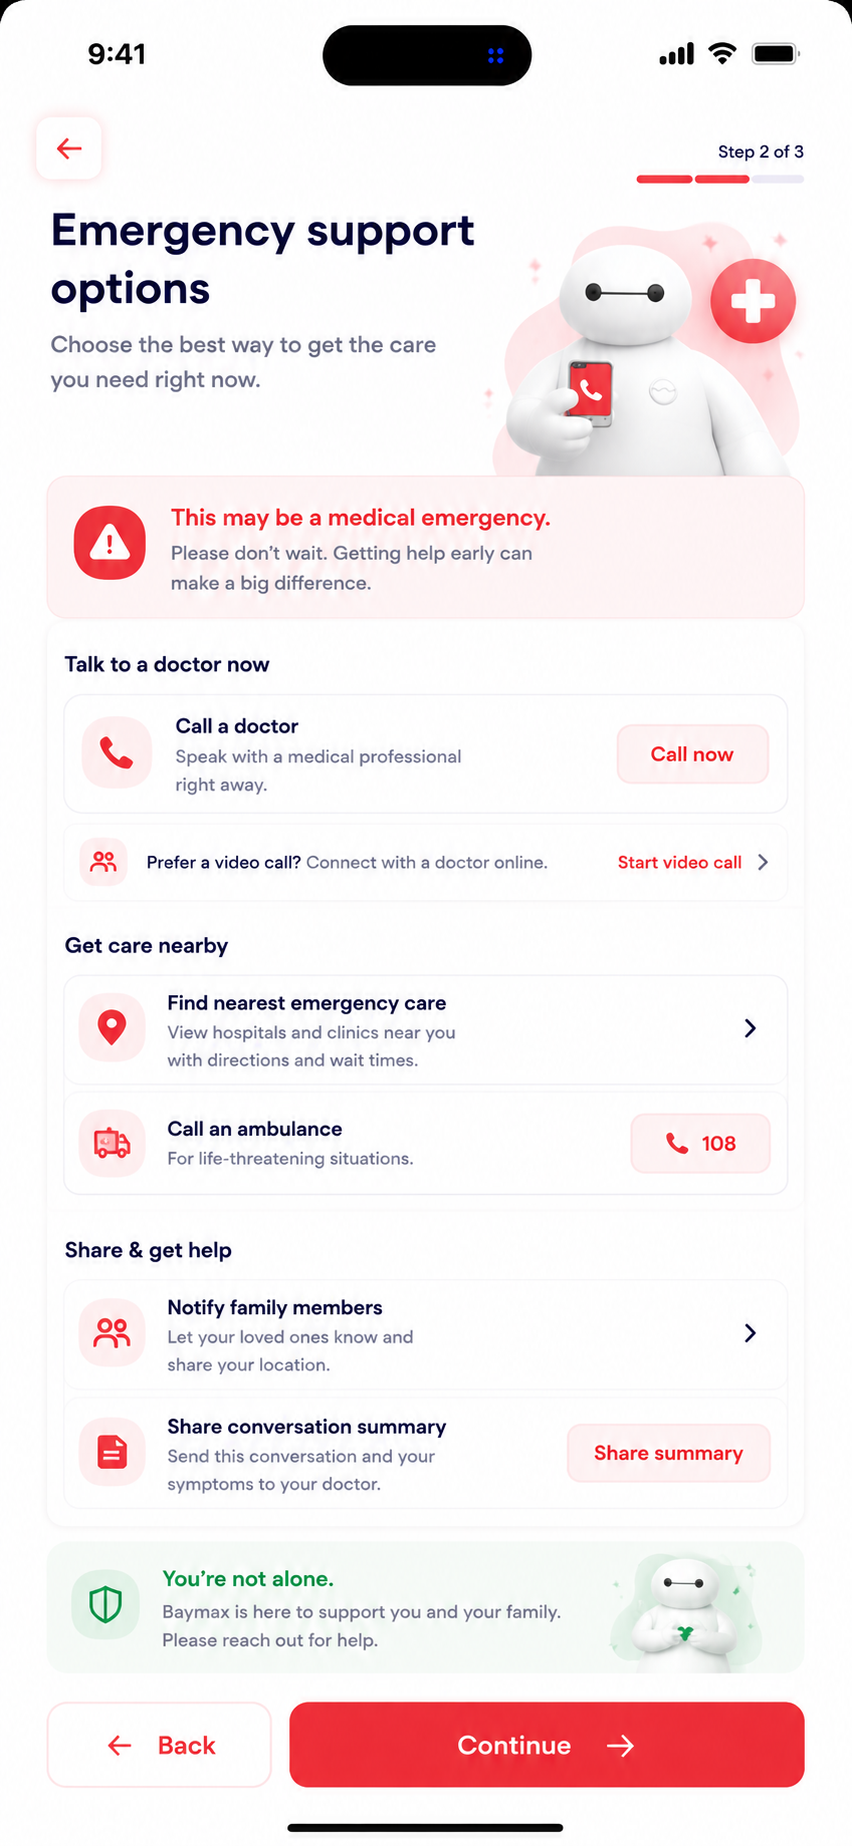 9:41
Step 2 of 3
Emergency support
options
Choose the best way to get the care
you need right now.
This may be a medical emergency.
Please don’t wait. Getting help early can
make a big difference.
Talk to a doctor now
Call a doctor
Speak with a medical professional
right away.
Call now
Prefer a video call? Connect with a doctor online.
Start video call
Get care nearby
Find nearest emergency care
View hospitals and clinics near you
with directions and wait times.
Call an ambulance
For life-threatening situations.
108
Share & get help
Notify family members
Let your loved ones know and
share your location.
Share conversation summary
Send this conversation and your
symptoms to your doctor.
Share summary
You’re not alone.
Baymax is here to support you and your family.
Please reach out for help.
Back
Continue